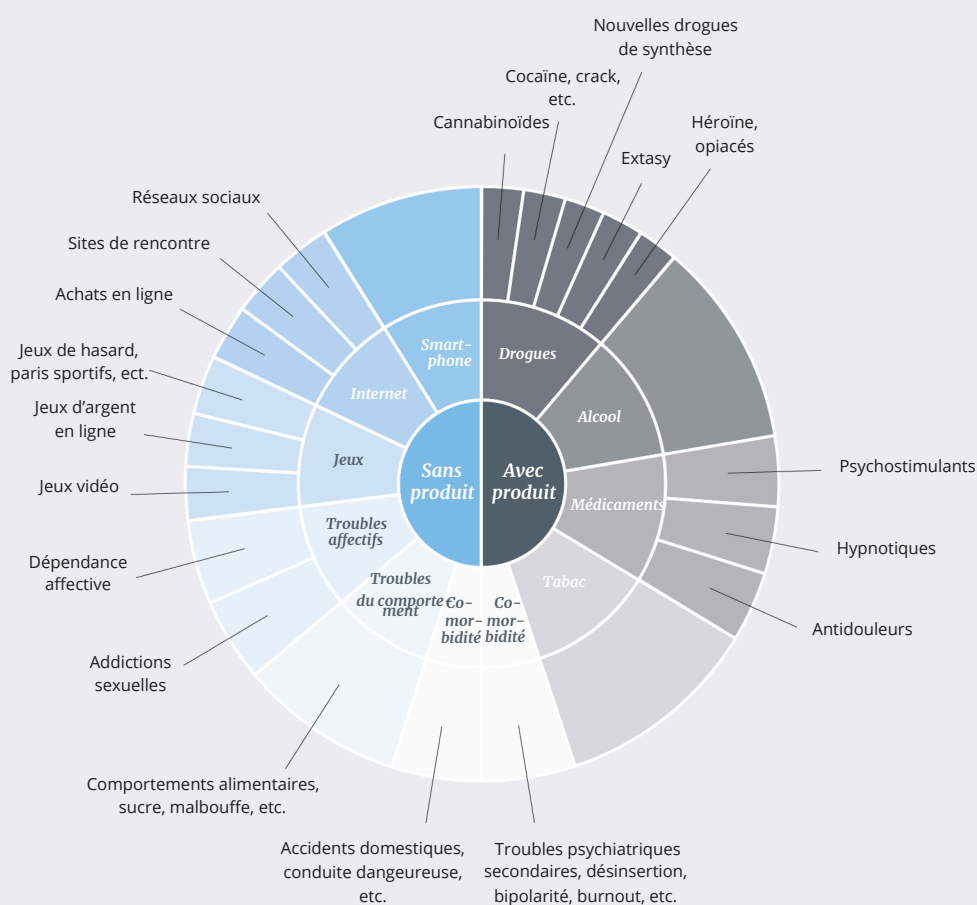 Nouvelles drogues
de synthèse
Cocaïne, crack,
etc.
Cannabinoïdes
Héroïne,
opiacés
Extasy
Réseaux sociaux
Sites de rencontre
Achats en ligne
Jeux de hasard,
paris sportifs, ect.
Jeux d’argent
en ligne
Jeux vidéo
Dépendance
affective
Addictions
sexuelles
Comportements alimentaires,
sucre, malbouffe, etc.
Accidents domestiques,
conduite dangeureuse,
etc.
Troubles psychiatriques
secondaires, désinsertion,
bipolarité, burnout, etc.
Antidouleurs
Hypnotiques
Psychostimulants
Smart-
phone
Drogues
Internet
Alcool
Jeux
Sans
produit
Avec
produit
Médicaments
Troubles
affectifs
Troubles
du comporte-
ment
Co-
mor-
bidité
Co-
mor-
bidité
Tabac